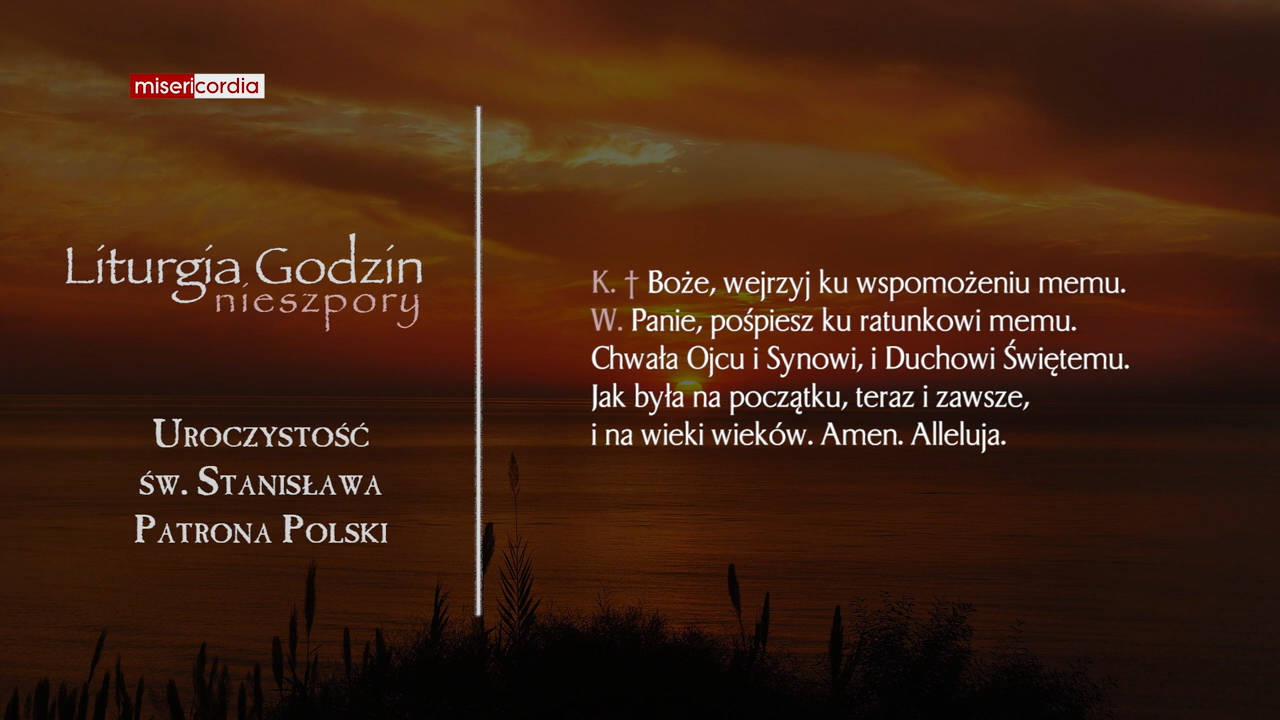 misericordia
Liturgia Godzin
nieszpory
Uroczystość
św. Stanisława
Patrona Polski
K. † Boże, wejrzyj ku wspomożeniu memu.
W. Panie, pośpiesz ku ratunkowi memu.
Chwała Ojcu i Synowi, i Duchowi Świętemu.
Jak była na początku, teraz i zawsze,
i na wieki wieków. Amen. Alleluja.